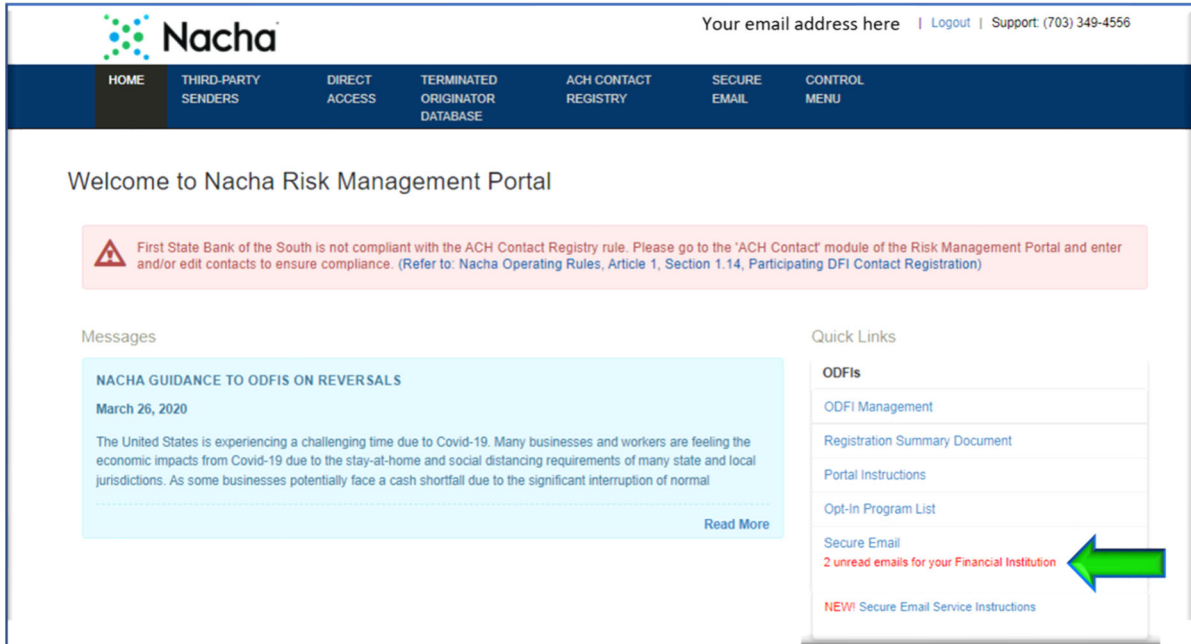 Nacha
Your email address here | Logout | Support: (703) 349-4556
HOME
THIRD-PARTY
SENDERS
DIRECT
ACCESS
TERMINATED
ORIGINATOR
DATABASE
ACH CONTACT
REGISTRY
SECURE
EMAIL
CONTROL
MENU
Welcome to Nacha Risk Management Portal
First State Bank of the South is not compliant with the ACH Contact Registry rule. Please go to the 'ACH Contact' module of the Risk Management Portal and enter
and/or edit contacts to ensure compliance. (Refer to: Nacha Operating Rules, Article 1, Section 1.14, Participating DFI Contact Registration)
Messages
NACHA GUIDANCE TO ODFIS ON REVERSALS
March 26, 2020
The United States is experiencing a challenging time due to Covid-19. Many businesses and workers are feeling the
economic impacts from Covid-19 due to the stay-at-home and social distancing requirements of many state and local
jurisdictions. As some businesses potentially face a cash shortfall due to the significant interruption of normal
Read More
Quick Links
ODFIs
ODFI Management
Registration Summary Document
Portal Instructions
Opt-In Program List
Secure Email
2 unread emails for your Financial Institution
NEW! Secure Email Service Instructions